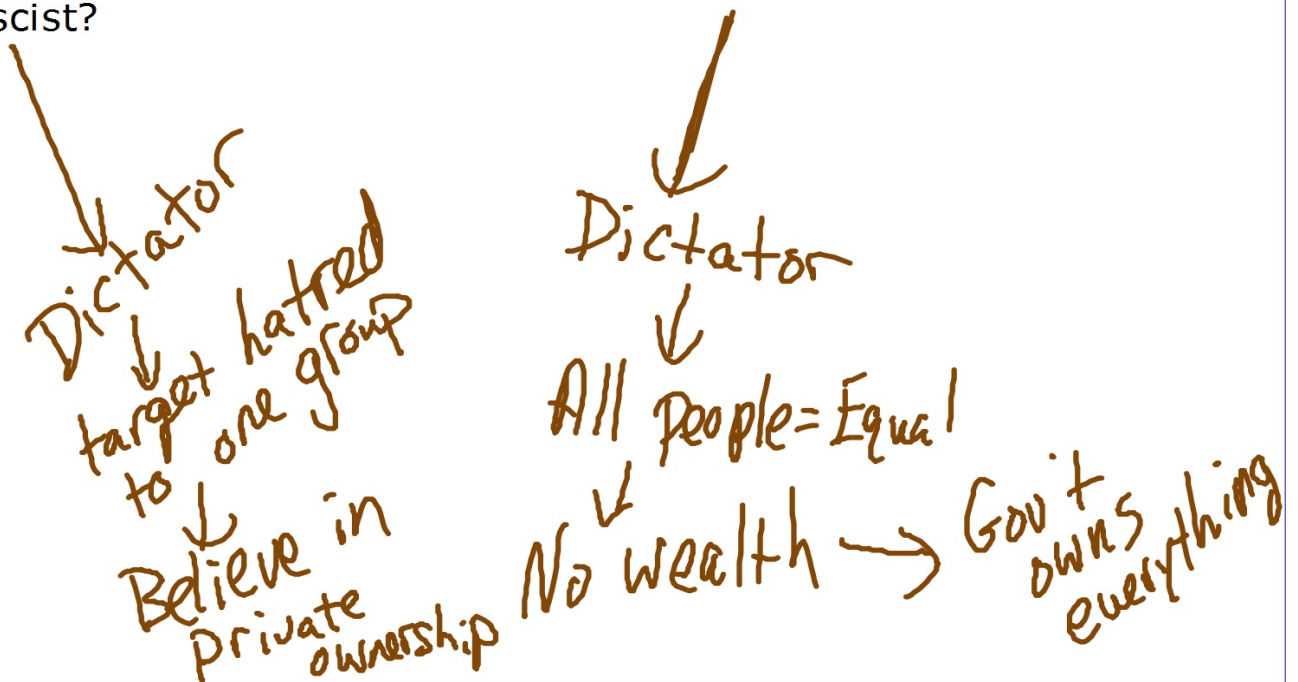 scist?
Dictator
target hatred
to one group
Believe in
private
ownership
Dictator
All People = Equal
No wealth
Gov't
owns
everything